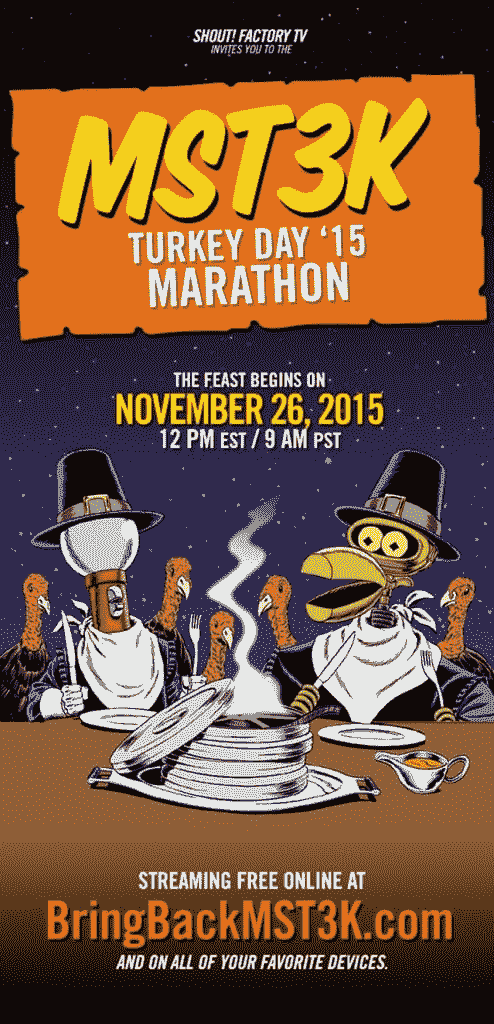 SHOUT! FACTORY TV
INVITES YOU TO THE
MST3K
TURKEY DAY ‘15
MARATHON
THE FEAST BEGINS ON
NOVEMBER 26, 2015
12 PM EST / 9 AM PST
STREAMING FREE ONLINE AT
BringBackMST3K.com
AND ON ALL OF YOUR FAVORITE DEVICES.